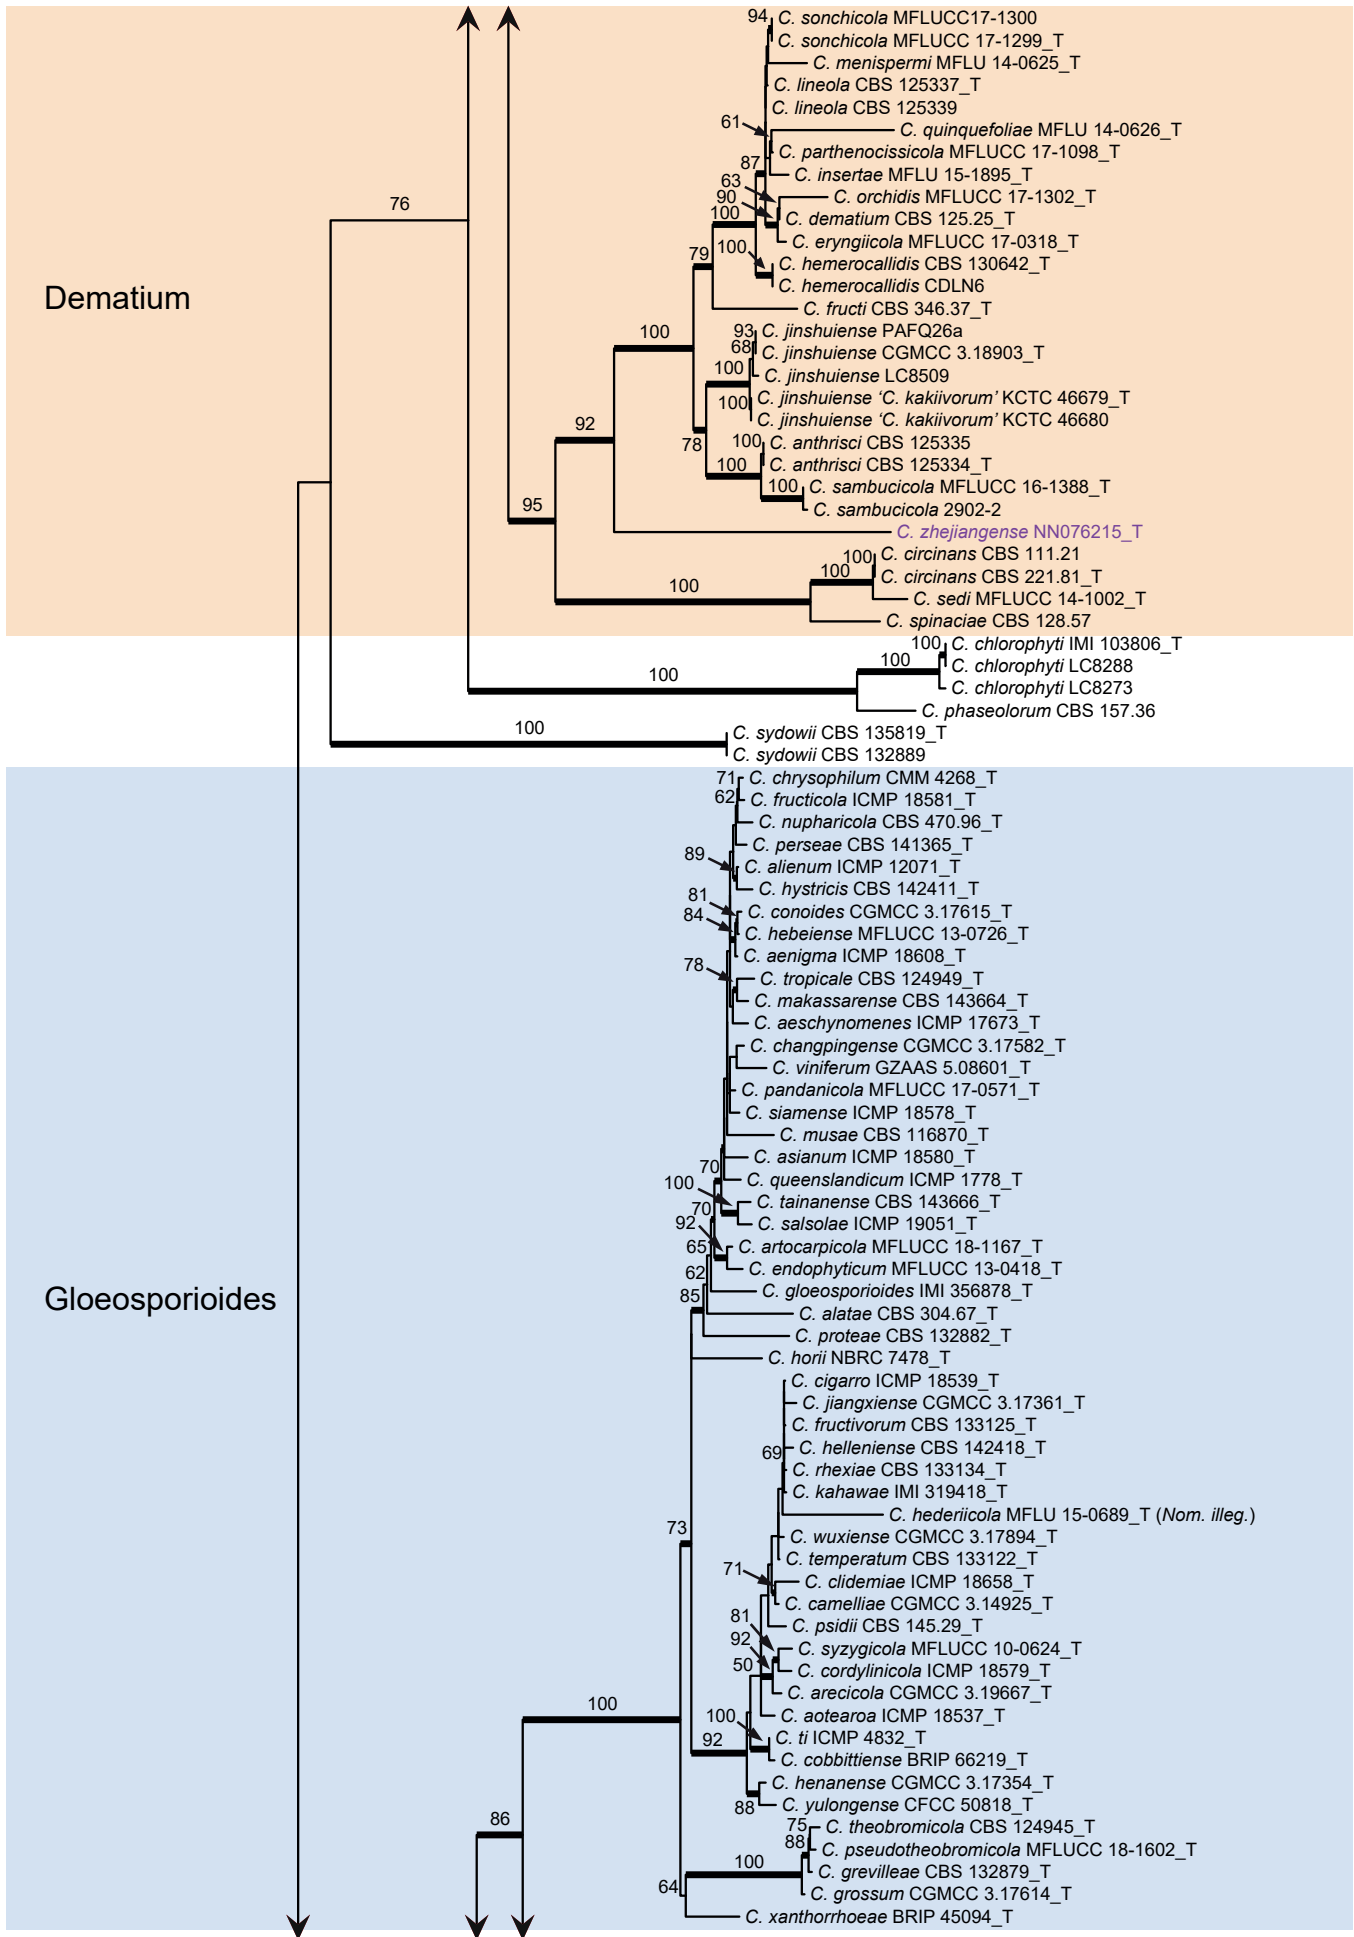 94
C. sonchicola MFLUCC17-1300
C. sonchicola MFLUCC 17-1299_T
C. menispermi MFLU 14-0625_T
C. lineola CBS 125337_T
C. lineola CBS 125339
61
C. quinquefoliae MFLU 14-0626_T
C. parthenocissicola MFLUCC 17-1098_T
87
C. insertae MFLU 15-1895_T
63
C. orchidis MFLUCC 17-1302_T
90
76
100
C. dematium CBS 125.25_T
C. eryngiicola MFLUCC 17-0318_T
100
79
C. hemerocallidis CBS 130642_T
C. hemerocallidis CDLN6
Dematium
C. fructi CBS 346.37_T
100
93
C. jinshuiense PAFQ26a
68
C. jinshuiense CGMCC 3.18903_T
100
C. jinshuiense LC8509
100
C. jinshuiense ‘C. kakiivorum’ KCTC 46679_T
C. jinshuiense ‘C. kakiivorum’ KCTC 46680
92
78
100
C. anthrisci CBS 125335
100
C. anthrisci CBS 125334_T
100
C. sambucicola MFLUCC 16-1388_T
95
C. sambucicola 2902-2
C. zhejiangense NN076215_T
100
C. circinans CBS 111.21
100
100
C. circinans CBS 221.81_T
C. sedi MFLUCC 14-1002_T
C. spinaciae CBS 128.57
100
C. chlorophyti IMI 103806_T
100
100
C. chlorophyti LC8288
C. chlorophyti LC8273
C. phaseolorum CBS 157.36
100
C. sydowii CBS 135819_T
C. sydowii CBS 132889
71
C. chrysophilum CMM 4268_T
62
C. fructicola ICMP 18581_T
C. nupharicola CBS 470.96_T
C. perseae CBS 141365_T
89
C. alienum ICMP 12071_T
C. hystricis CBS 142411_T
81
C. conoides CGMCC 3.17615_T
84
C. hebeiense MFLUCC 13-0726_T
C. aenigma ICMP 18608_T
78
C. tropicale CBS 124949_T
C. makassarense CBS 143664_T
C. aeschynomenes ICMP 17673_T
C. changpingense CGMCC 3.17582_T
C. viniferum GZAAS 5.08601_T
C. pandanicola MFLUCC 17-0571_T
C. siamense ICMP 18578_T
C. musae CBS 116870_T
C. asianum ICMP 18580_T
70
C. queenslandicum ICMP 1778_T
100
C. tainanense CBS 143666_T
70
C. salsolae ICMP 19051_T
92
65
C. artocarpicola MFLUCC 18-1167_T
C. endophyticum MFLUCC 13-0418_T
62
C. gloeosporioides IMI 356878_T
Gloeosporioides
85
C. alatae CBS 304.67_T
C. proteae CBS 132882_T
C. horii NBRC 7478_T
C. cigarro ICMP 18539_T
C. jiangxiense CGMCC 3.17361_T
C. fructivorum CBS 133125_T
69
C. helleniense CBS 142418_T
C. rhexiae CBS 133134_T
C. kahawae IMI 319418_T
C. hederiicola MFLU 15-0689_T (Nom. illeg.)
73
C. wuxiense CGMCC 3.17894_T
C. temperatum CBS 133122_T
71
C. clidemiae ICMP 18658_T
C. camelliae CGMCC 3.14925_T
81
C. psidii CBS 145.29_T
92
C. syzygicola MFLUCC 10-0624_T
50
C. cordylinicola ICMP 18579_T
C. arecicola CGMCC 3.19667_T
100
100
C. aotearoa ICMP 18537_T
92
C. ti ICMP 4832_T
C. cobbittiense BRIP 66219_T
C. henanense CGMCC 3.17354_T
88
C. yulongense CFCC 50818_T
86
75
C. theobromicola CBS 124945_T
88
C. pseudotheobromicola MFLUCC 18-1602_T
100
C. grevilleae CBS 132879_T
64
C. grossum CGMCC 3.17614_T
C. xanthorrhoeae BRIP 45094_T